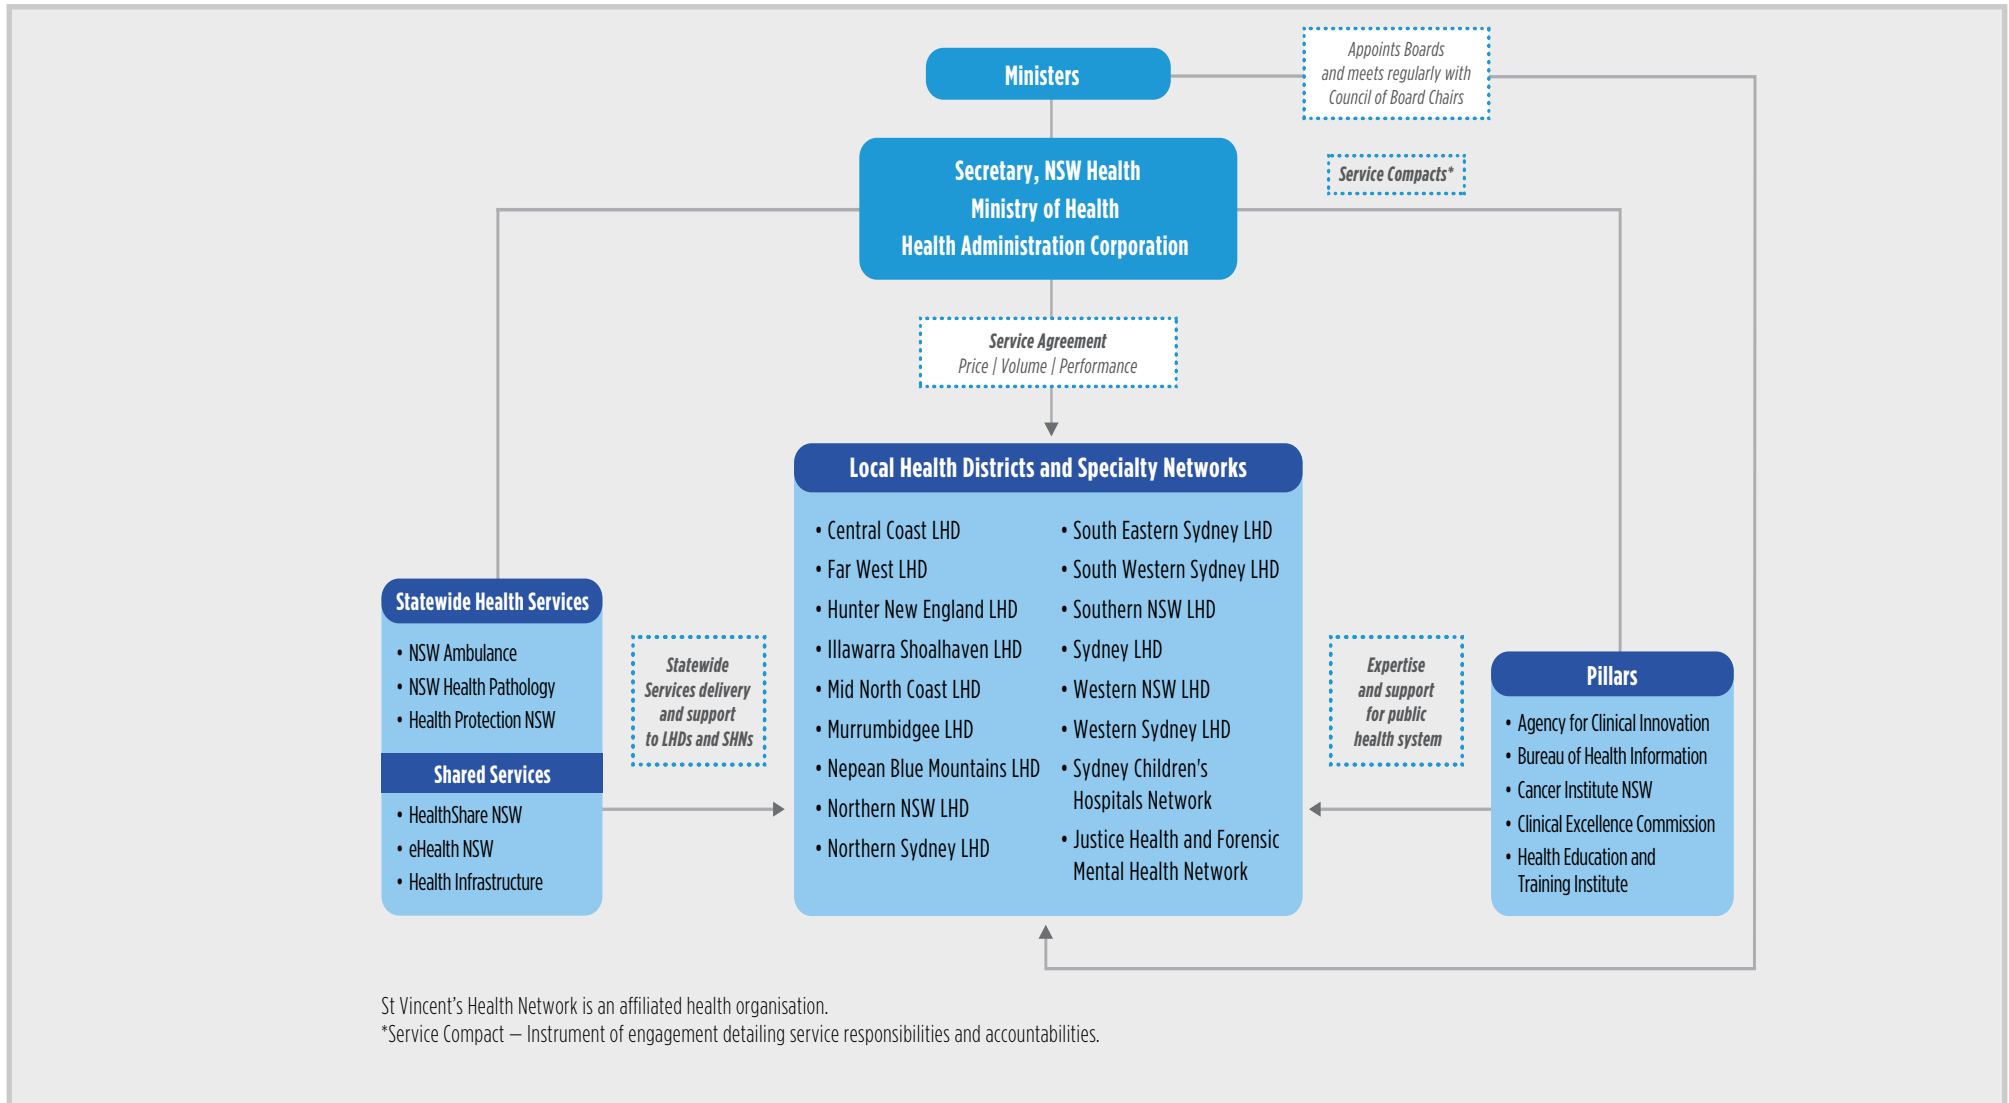 Ministers
Appoints Boards
and meets regularly with
Council of Board Chairs
Secretary, NSW Health
Ministry of Health
Health Administration Corporation
Service Compacts*
Service Agreement
Price | Volume | Performance
Local Health Districts and Specialty Networks
• Central Coast LHD
• Far West LHD
• Hunter New England LHD
• Illawarra Shoalhaven LHD
• Mid North Coast LHD
• Murrumbidgee LHD
• Nepean Blue Mountains LHD
• Northern NSW LHD
• Northern Sydney LHD
• South Eastern Sydney LHD
• South Western Sydney LHD
• Southern NSW LHD
• Sydney LHD
• Western NSW LHD
• Western Sydney LHD
• Sydney Children's
Hospitals Network
• Justice Health and Forensic
Mental Health Network
Statewide Health Services
• NSW Ambulance
• NSW Health Pathology
• Health Protection NSW
Shared Services
• HealthShare NSW
• eHealth NSW
• Health Infrastructure
Statewide
Services delivery
and support
to LHDs and SHNs
Expertise
and support
for public
health system
Pillars
• Agency for Clinical Innovation
• Bureau of Health Information
• Cancer Institute NSW
• Clinical Excellence Commission
• Health Education and
Training Institute
St Vincent’s Health Network is an affiliated health organisation.
*Service Compact – Instrument of engagement detailing service responsibilities and accountabilities.